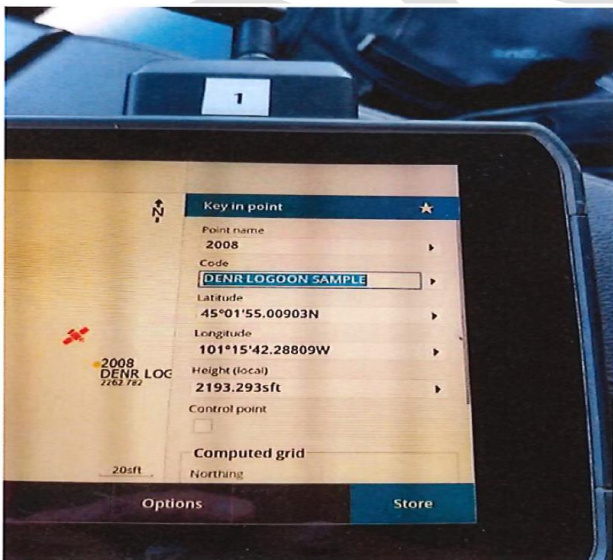 1
N
Key in point
Point name
2008
Code
DENR LOGOON SAMPLE
Latitude
45°01'55.00903N
Longitude
101°15'42.28809W
2008
DENR LOG
2262.782
Height (local)
2193.293sft
Control point
Computed grid
20sft
Northing
Options
Store